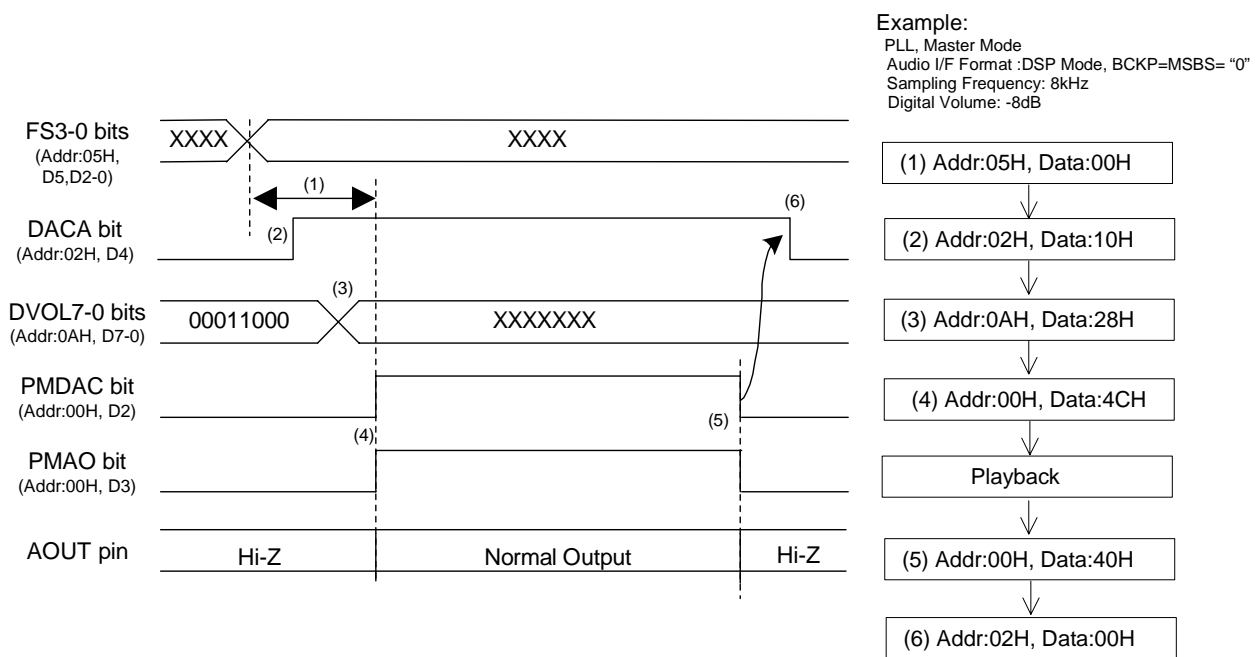 Example:
PLL, Master Mode
Audio I/F Format :DSP Mode, BCKP=MSBS= “0”
Sampling Frequency: 8kHz
Digital Volume: -8dB
FS3-0 bits
(Addr:05H,
D5,D2-0)
XXXX
XXXX
(1)
DACA bit
(Addr:02H, D4)
(2)
(6)
DVOL7-0 bits
(Addr:0AH, D7-0)
00011000
(3)
XXXXXXX
PMDAC bit
(Addr:00H, D2)
(4)
(5)
PMAO bit
(Addr:00H, D3)
AOUT pin
Hi-Z
Normal Output
Hi-Z
(1) Addr:05H, Data:00H
(2) Addr:02H, Data:10H
(3) Addr:0AH, Data:28H
(4) Addr:00H, Data:4CH
Playback
(5) Addr:00H, Data:40H
(6) Addr:02H, Data:00H